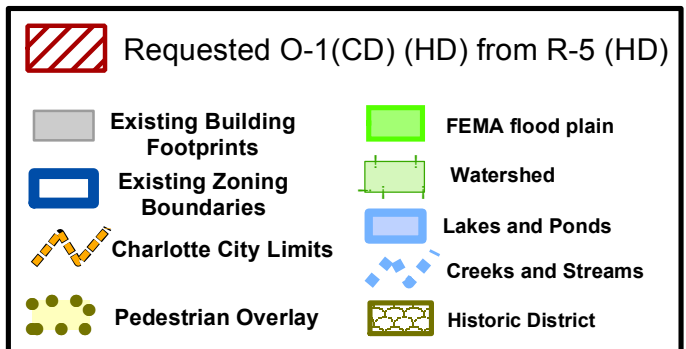 Requested O-1(CD) (HD) from R-5 (HD)
Existing Building
Footprints
Existing Zoning
Boundaries
Charlotte City Limits
Pedestrian Overlay
FEMA flood plain
Watershed
Lakes and Ponds
Creeks and Streams
Historic District